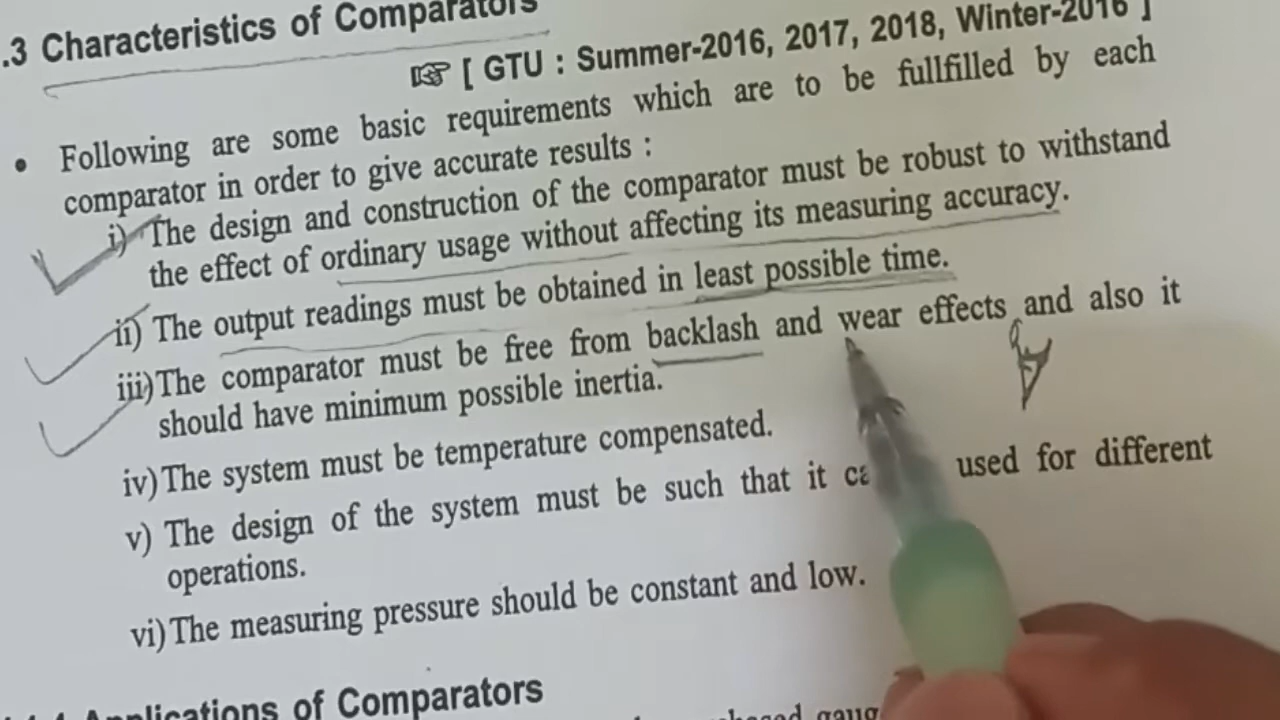 .3 Characteristics of Comparators
[ GTU : Summer-2016, 2017, 2018, Winter-2016 ]
• Following are some basic requirements which are to be fullfilled by each
comparator in order to give accurate results :
i) The design and construction of the comparator must be robust to withstand
the effect of ordinary usage without affecting its measuring accuracy.
ii) The output readings must be obtained in least possible time.
iii) The comparator must be free from backlash and wear effects and also it
should have minimum possible inertia.
iv) The system must be temperature compensated.
v) The design of the system must be such that it used for different
operations.
vi) The measuring pressure should be constant and low.
Applications of Comparators